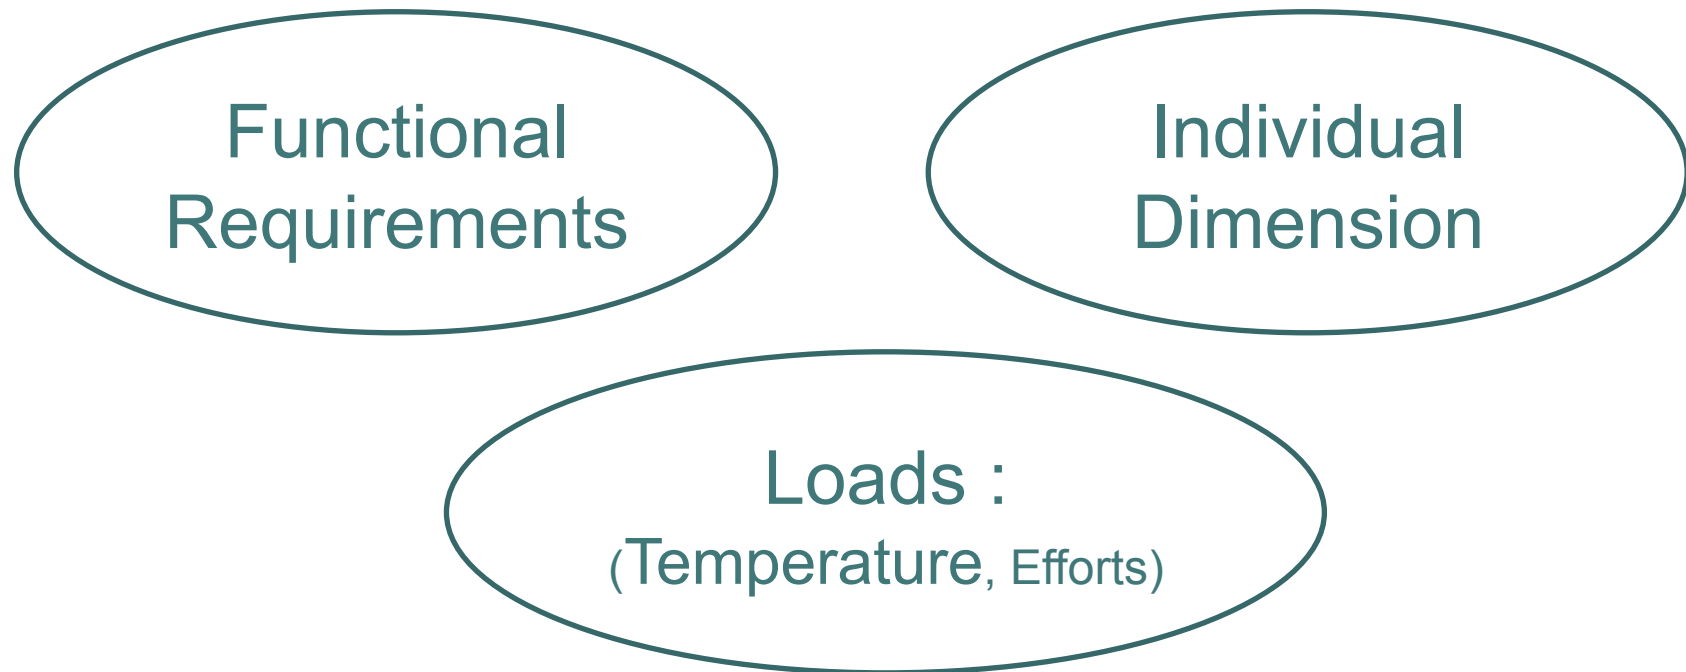 Functional
Requirements
Individual
Dimension
Loads :
(Temperature, Efforts)